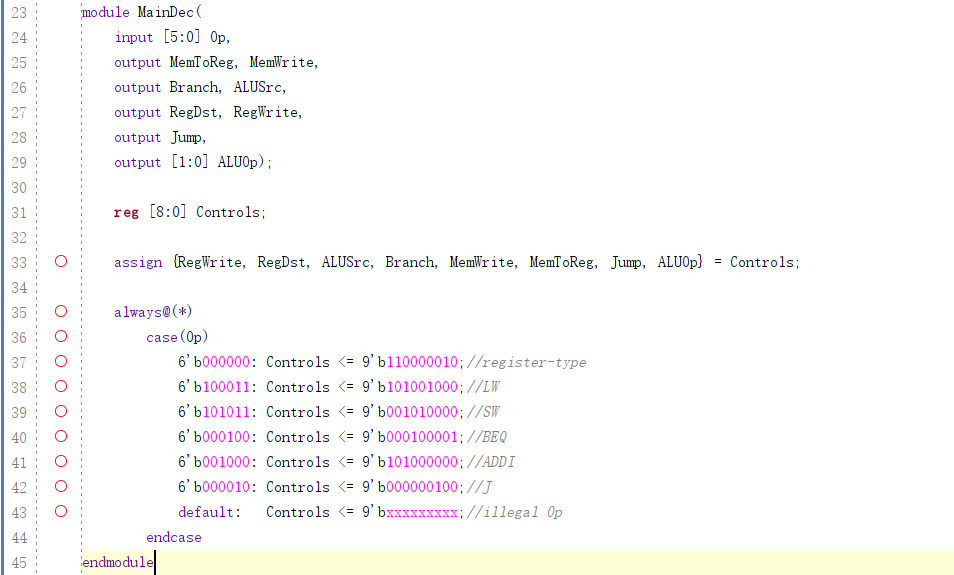 23 module MainDec(
24 input [5:0] Op,
25 output MemToReg, MemWrite,
26 output Branch, ALUSrc,
27 output RegDst, RegWrite,
28 output Jump,
29 output [1:0] ALUOp);
30
31 reg [8:0] Controls;
32
33 assign {RegWrite, RegDst, ALUSrc, Branch, MemWrite, MemToReg, Jump, ALUOp} = Controls;
34
35 always@(*)
36 case(Op)
37 6'b000000: Controls <= 9'b110000010;//register-type
38 6'b100011: Controls <= 9'b101001000;//LW
39 6'b101011: Controls <= 9'b001010000;//SW
40 6'b000100: Controls <= 9'b000100001;//BEQ
41 6'b001000: Controls <= 9'b101000000;//ADDI
42 6'b000010: Controls <= 9'b000000100;//J
43 default: Controls <= 9'bxxxxxxxxx;//illegal Op
44 endcase
45 endmodule